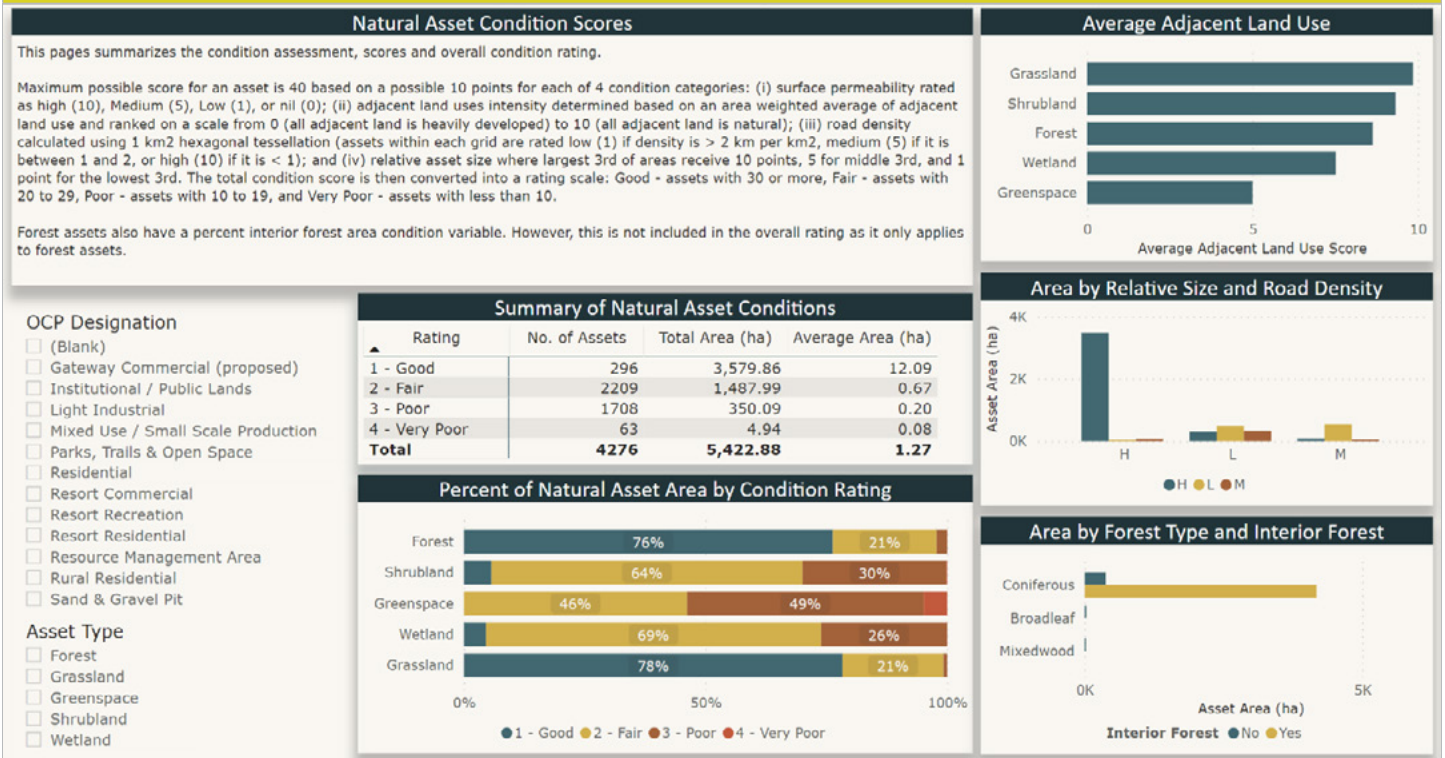 Natural Asset Condition Scores
This pages summarizes the condition assessment, scores and overall condition rating.
Maximum possible score for an asset is 40 based on a possible 10 points for each of 4 condition categories: (i) surface permeability rated
as high (10), Medium (5), Low (1), or nil (0); (ii) adjacent land uses intensity determined based on an area weighted average of adjacent
land use and ranked on a scale from 0 (all adjacent land is heavily developed) to 10 (all adjacent land is natural); (iii) road density
calculated using 1 km2 hexagonal tessellation (assets within each grid are rated low (1) if density is > 2 km per km2, medium (5) if it is
between 1 and 2, or high (10) if it is < 1); and (iv) relative asset size where largest 3rd of areas receive 10 points, 5 for middle 3rd, and 1
point for the lowest 3rd. The total condition score is then converted into a rating scale: Good - assets with 30 or more, Fair - assets with
20 to 29, Poor - assets with 10 to 19, and Very Poor - assets with less than 10.
Forest assets also have a percent interior forest area condition variable. However, this is not included in the overall rating as it only applies
to forest assets.
OCP Designation
(Blank)
Gateway Commercial (proposed)
Institutional / Public Lands
Light Industrial
Mixed Use / Small Scale Production
Parks, Trails & Open Space
Residential
Resort Commercial
Resort Recreation
Resort Residential
Resource Management Area
Rural Residential
Sand & Gravel Pit
Asset Type
Forest
Grassland
Greenspace
Shrubland
Wetland
Summary of Natural Asset Conditions
Rating No. of Assets Total Area (ha) Average Area (ha)
1 - Good 296 3,579.86 12.09
2 - Fair 2209 1,487.99 0.67
3 - Poor 1708 350.09 0.20
4 - Very Poor 63 4.94 0.08
Total 4276 5,422.88 1.27
Percent of Natural Asset Area by Condition Rating
Forest 76% 21%
Shrubland 64% 30%
Greenspace 46% 49%
Wetland 69% 26%
Grassland 78% 21%
0% 50% 100%
1 - Good 2 - Fair 3 - Poor 4 - Very Poor
Average Adjacent Land Use
Grassland
Shrubland
Forest
Wetland
Greenspace
0 5 10
Average Adjacent Land Use Score
Area by Relative Size and Road Density
Asset Area (ha)
4K
2K
0K
H L M
H L M
Area by Forest Type and Interior Forest
Coniferous
Broadleaf
Mixedwood
0K 5K
Asset Area (ha)
Interior Forest No Yes